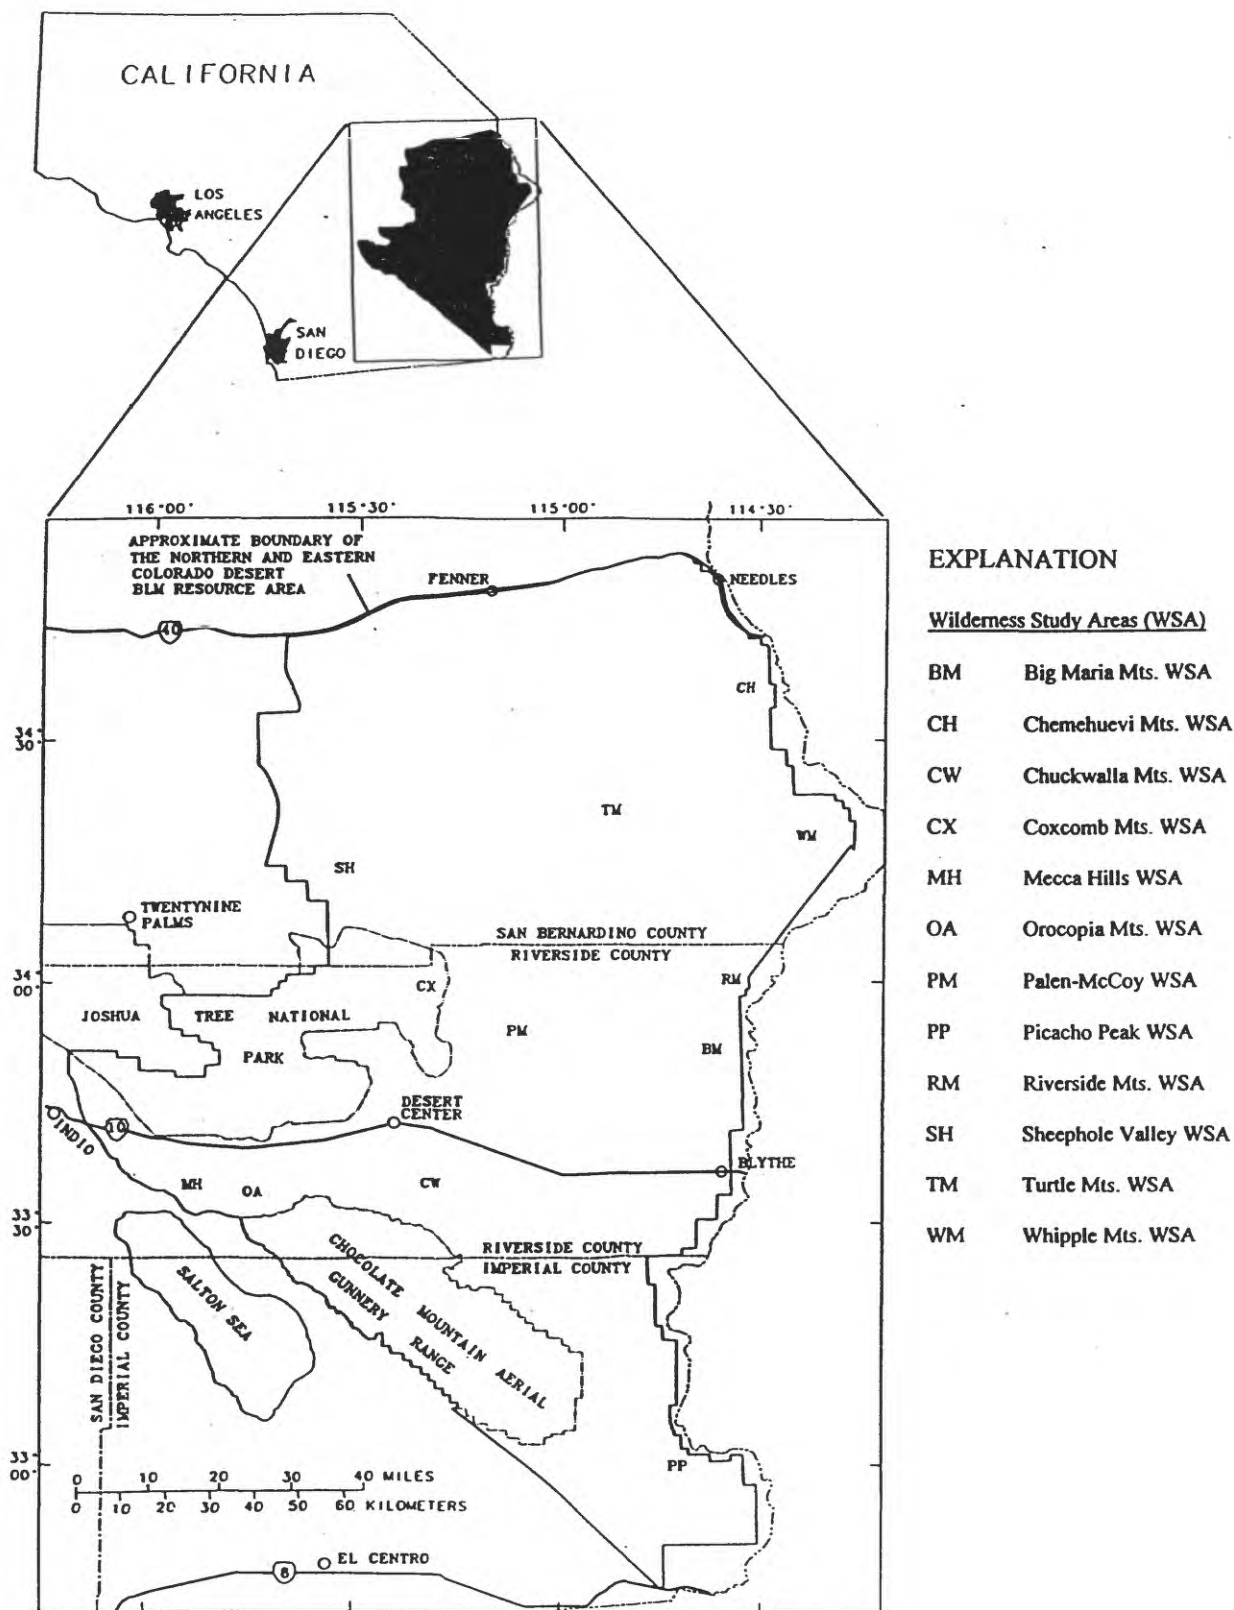 CALIFORNIA
LOS
ANGELES
SAN
DIEGO
116°00'
115°30'
115°00'
114°30'
APPROXIMATE BOUNDARY OF
THE NORTHERN AND EASTERN
COLORADO DESERT
BLM RESOURCE AREA
FENNER
NEEDLES
40
CH
34°
30'
TM
WM
SH
TWENTYNINE
PALMS
SAN BERNARDINO COUNTY
RIVERSIDE COUNTY
34°
00'
CX
RM
JOSHUA TREE NATIONAL
PARK
PM
BM
DESERT
CENTER
10
INDIO
BLYTHE
MH
OA
CW
33°
30'
RIVERSIDE COUNTY
IMPERIAL COUNTY
CHOCOLATE MOUNTAIN AERIAL
GUNNERY RANGE
SALTON SEA
SAN DIEGO COUNTY
IMPERIAL COUNTY
33°
00'
PP
0 10 20 30 40 MILES
0 10 20 30 40 50 60 KILOMETERS
EL CENTRO
8
EXPLANATION
Wilderness Study Areas (WSA)
BM Big Maria Mts. WSA
CH Chemehuevi Mts. WSA
CW Chuckwalla Mts. WSA
CX Coxcomb Mts. WSA
MH Mecca Hills WSA
OA Orocopia Mts. WSA
PM Palen-McCoy WSA
PP Picacho Peak WSA
RM Riverside Mts. WSA
SH Sheephole Valley WSA
TM Turtle Mts. WSA
WM Whipple Mts. WSA